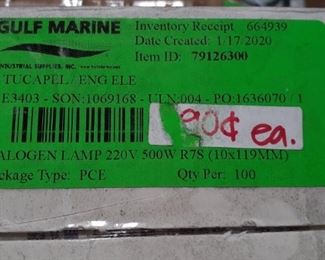 GULF MARINE
INDUSTRIAL SUPPLIES, INC.
Inventory Receipt 664939
Date Created: 1/17/2020
Item ID: 79126300
TUCAPEL / ENG ELE
E3403 - SON:1069168 - ULN:004 - PO:1636070 / 1
90¢ ea.
ALOGEN LAMP 220V 500W R7S (10x119MM)
ckage Type: PCE Qty Per: 100